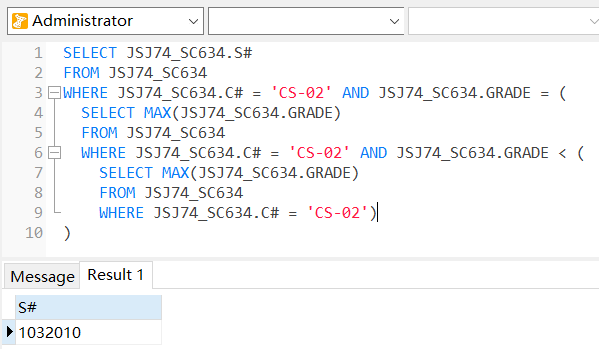 Administrator
1 SELECT JSJ74_SC634.S#
2 FROM JSJ74_SC634
3 WHERE JSJ74_SC634.C# = 'CS-02' AND JSJ74_SC634.GRADE = (
4 SELECT MAX(JSJ74_SC634.GRADE)
5 FROM JSJ74_SC634
6 WHERE JSJ74_SC634.C# = 'CS-02' AND JSJ74_SC634.GRADE < (
7 SELECT MAX(JSJ74_SC634.GRADE)
8 FROM JSJ74_SC634
9 WHERE JSJ74_SC634.C# = 'CS-02')
10 )
Message Result 1
S#
1032010